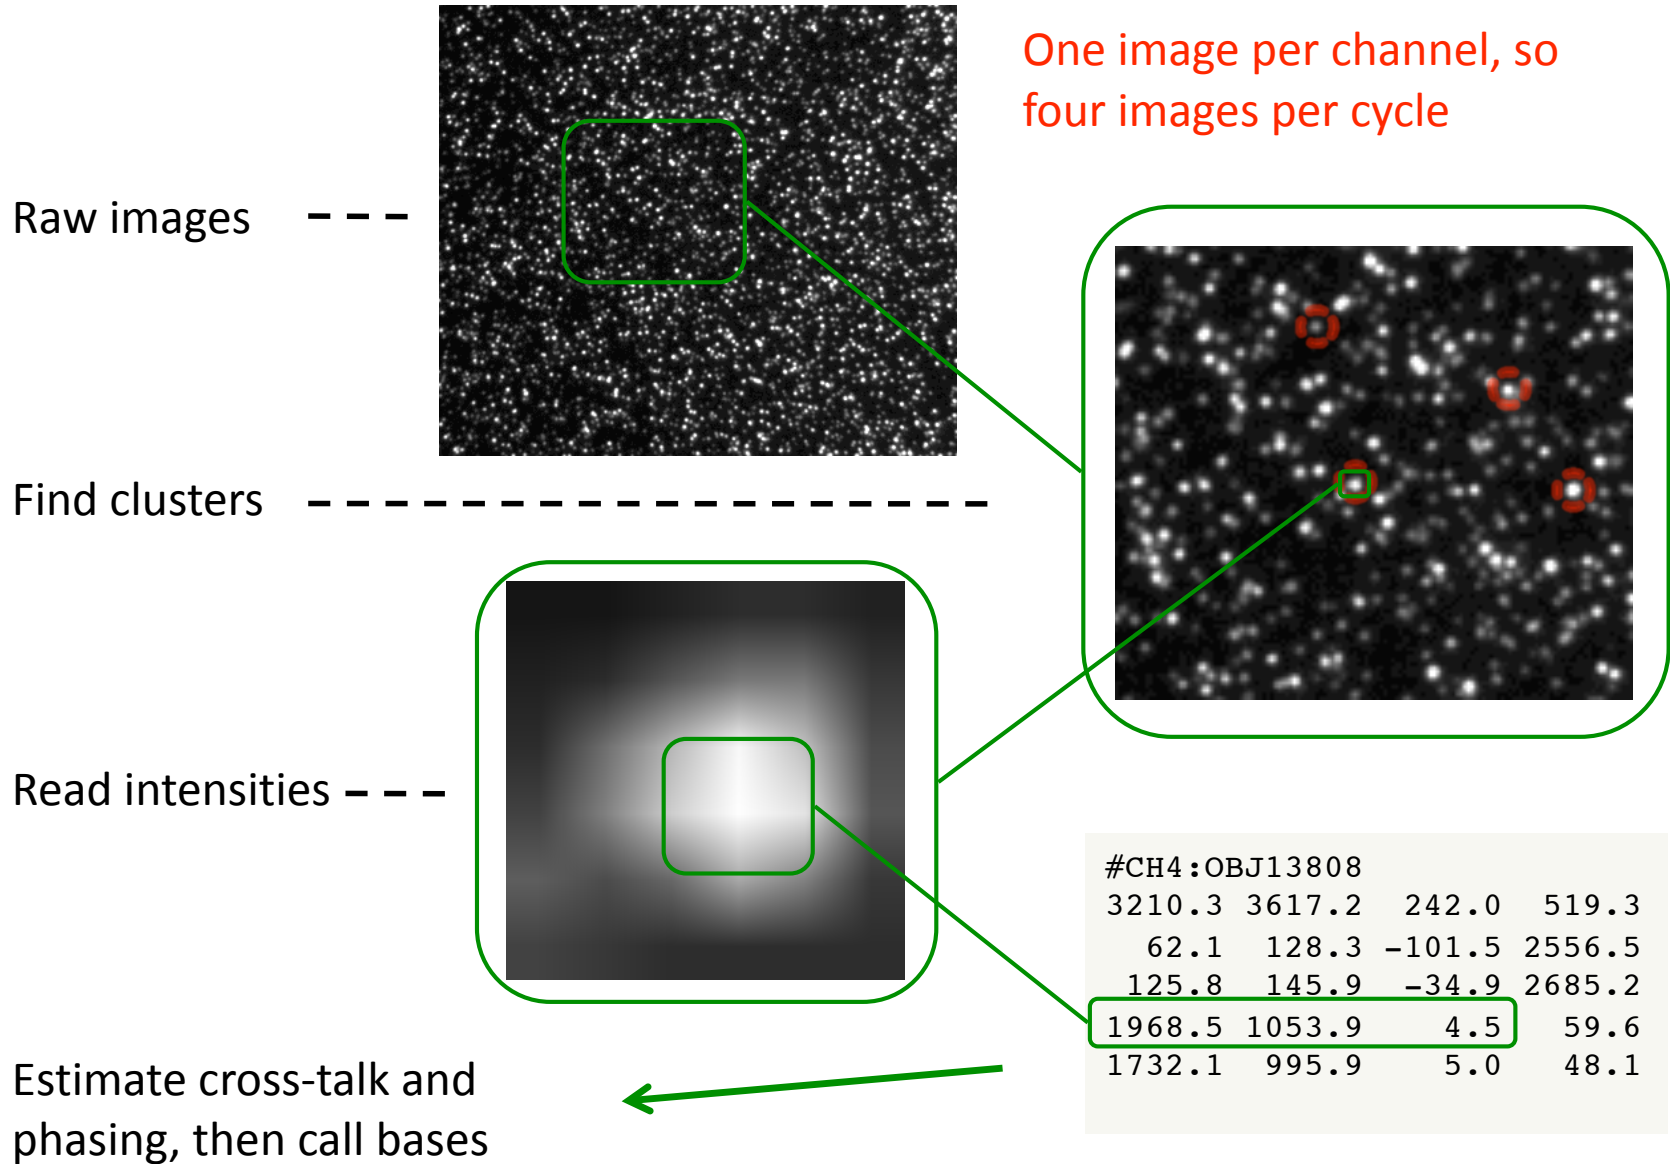 One image per channel, so
four images per cycle
Raw images
Find clusters
Read intensities
#CH4:OBJ13808
3210.3 3617.2 242.0 519.3
62.1 128.3 -101.5 2556.5
125.8 145.9 -34.9 2685.2
1968.5 1053.9 4.5 59.6
1732.1 995.9 5.0 48.1
Estimate cross-talk and
phasing, then call bases